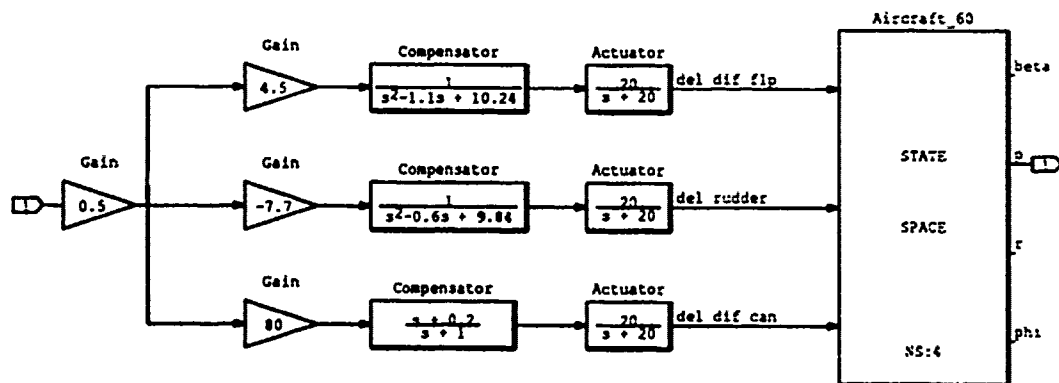 Aircraft_60
Gain
Compensator
Actuator
4.5
1
s²-1.1s + 10.24
20
s + 20
del dif flp
beta
Gain
Gain
Compensator
Actuator
STATE
1
0.5
-7.7
1
s²-0.6s + 9.84
20
s + 20
del rudder
SPACE
1
r
Gain
Compensator
Actuator
80
s + 0.2
s + 1
20
s + 20
del dif can
phi
NS:4